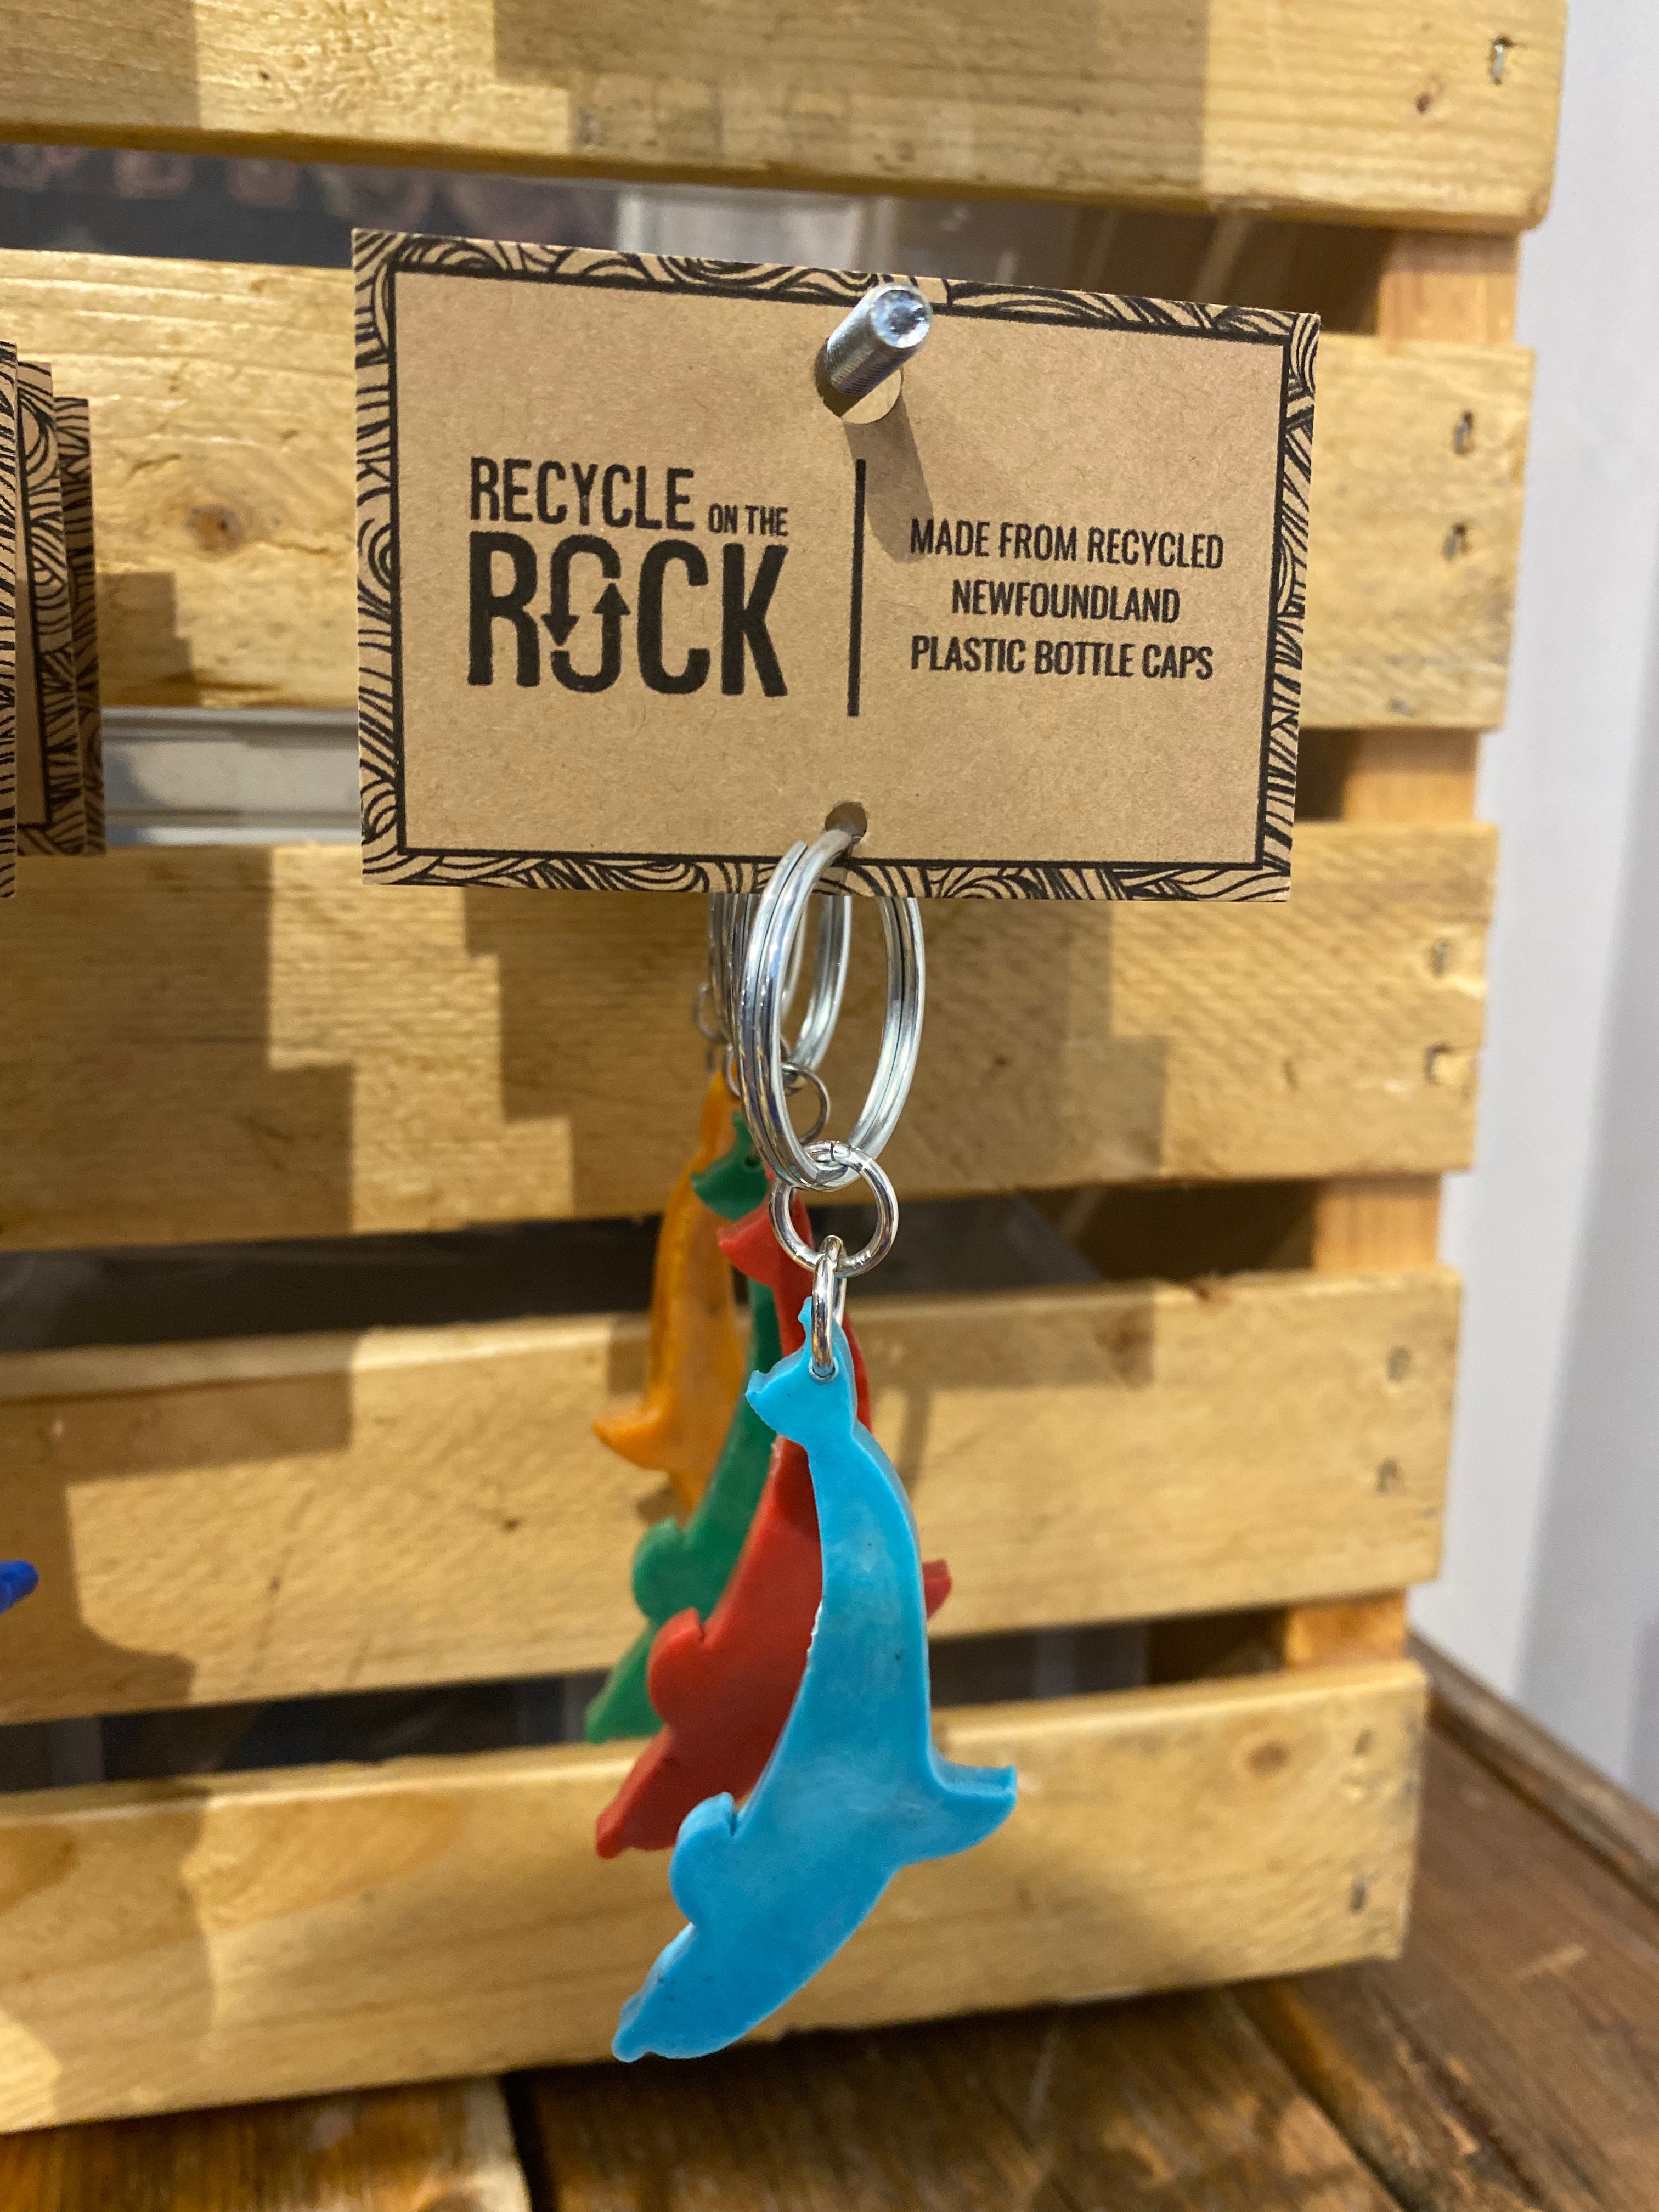 RECYCLE ON THE
ROCK
MADE FROM RECYCLED
NEWFOUNDLAND
PLASTIC BOTTLE CAPS